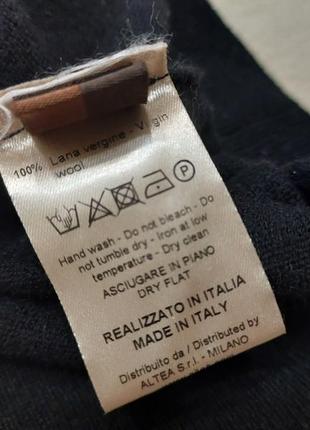 100% Lana vergine - Virgin
wool
P
Hand wash - Do not bleach - Do
not tumble dry - Iron at low
temperature - Dry clean
ASCIUGARE IN PIANO
DRY FLAT
REALIZZATO IN ITALIA
MADE IN ITALY
Distribuito da / Distributed by
ALTEA S.r.l. - MILANO